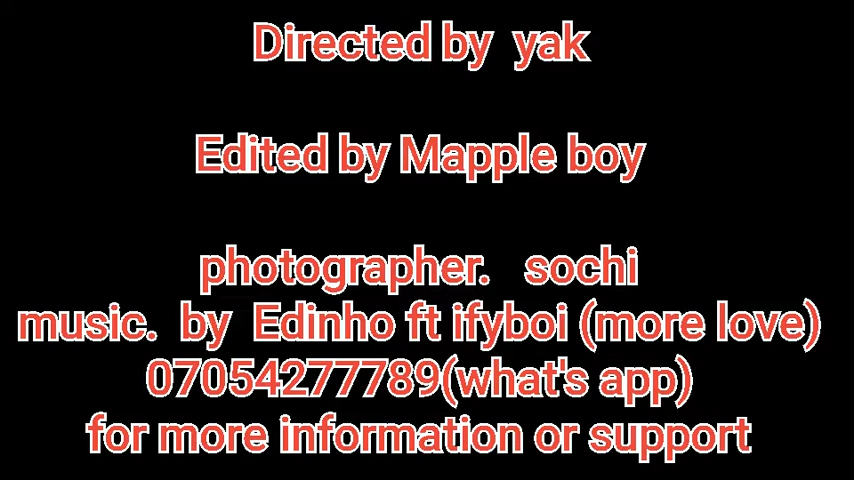 Directed by yak
Edited by Mapple boy
photographer. sochi
music. by Edinho ft ifyboi (more love)
07054277789(what's app)
for more information or support